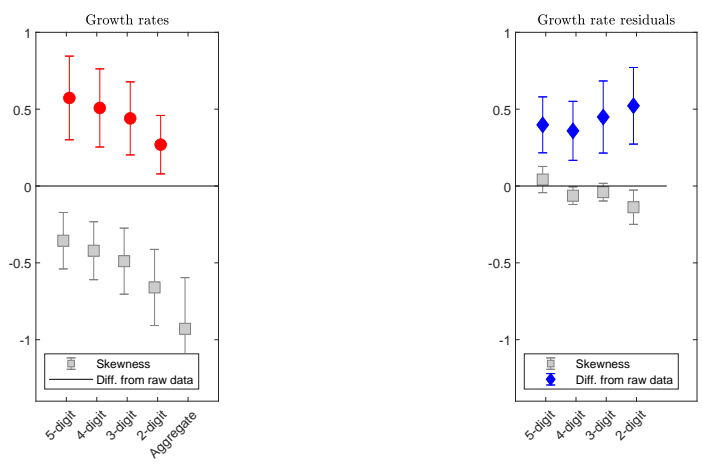 Growth rates
1
0.5
0
-0.5
-1
Skewness
Diff. from raw data
5-digit
4-digit
3-digit
2-digit
Aggregate
Growth rate residuals
1
0.5
0
-0.5
-1
Skewness
Diff. from raw data
5-digit
4-digit
3-digit
2-digit